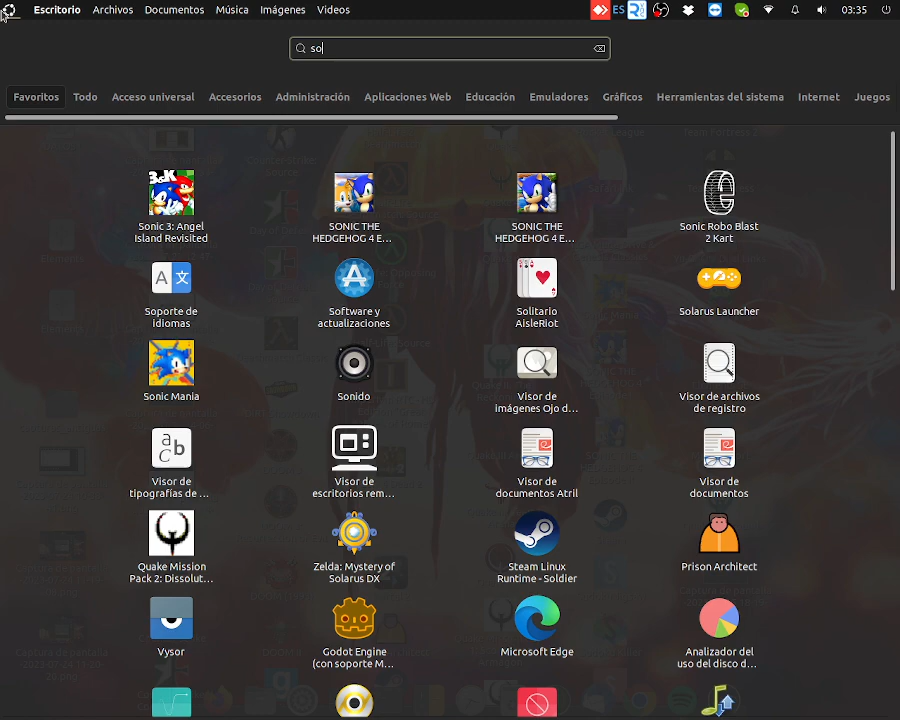 Escritorio Archivos Documentos Música Imágenes Videos ES 03:35
so
Favoritos Todo Acceso universal Accesorios Administración Aplicaciones Web Educación Emuladores Gráficos Herramientas del sistema Internet Juegos
Sonic 3: Angel
Island Revisited
SONIC THE
HEDGEHOG 4 E...
SONIC THE
HEDGEHOG 4 E...
Sonic Robo Blast
2 Kart
Soporte de
idiomas
Software y
actualizaciones
Solitario
AisleRiot
Solarus Launcher
Sonic Mania
Sonido
Visor de
imágenes Ojo d...
Visor de archivos
de registro
Visor de
tipografías de ...
Visor de
escritorios rem...
Visor de
documentos Atril
Visor de
documentos
Quake Mission
Pack 2: Dissolut...
Zelda: Mystery of
Solarus DX
Steam Linux
Runtime - Soldier
Prison Architect
Vysor
Godot Engine
(con soporte M...
Microsoft Edge
Analizador del
uso del disco d...